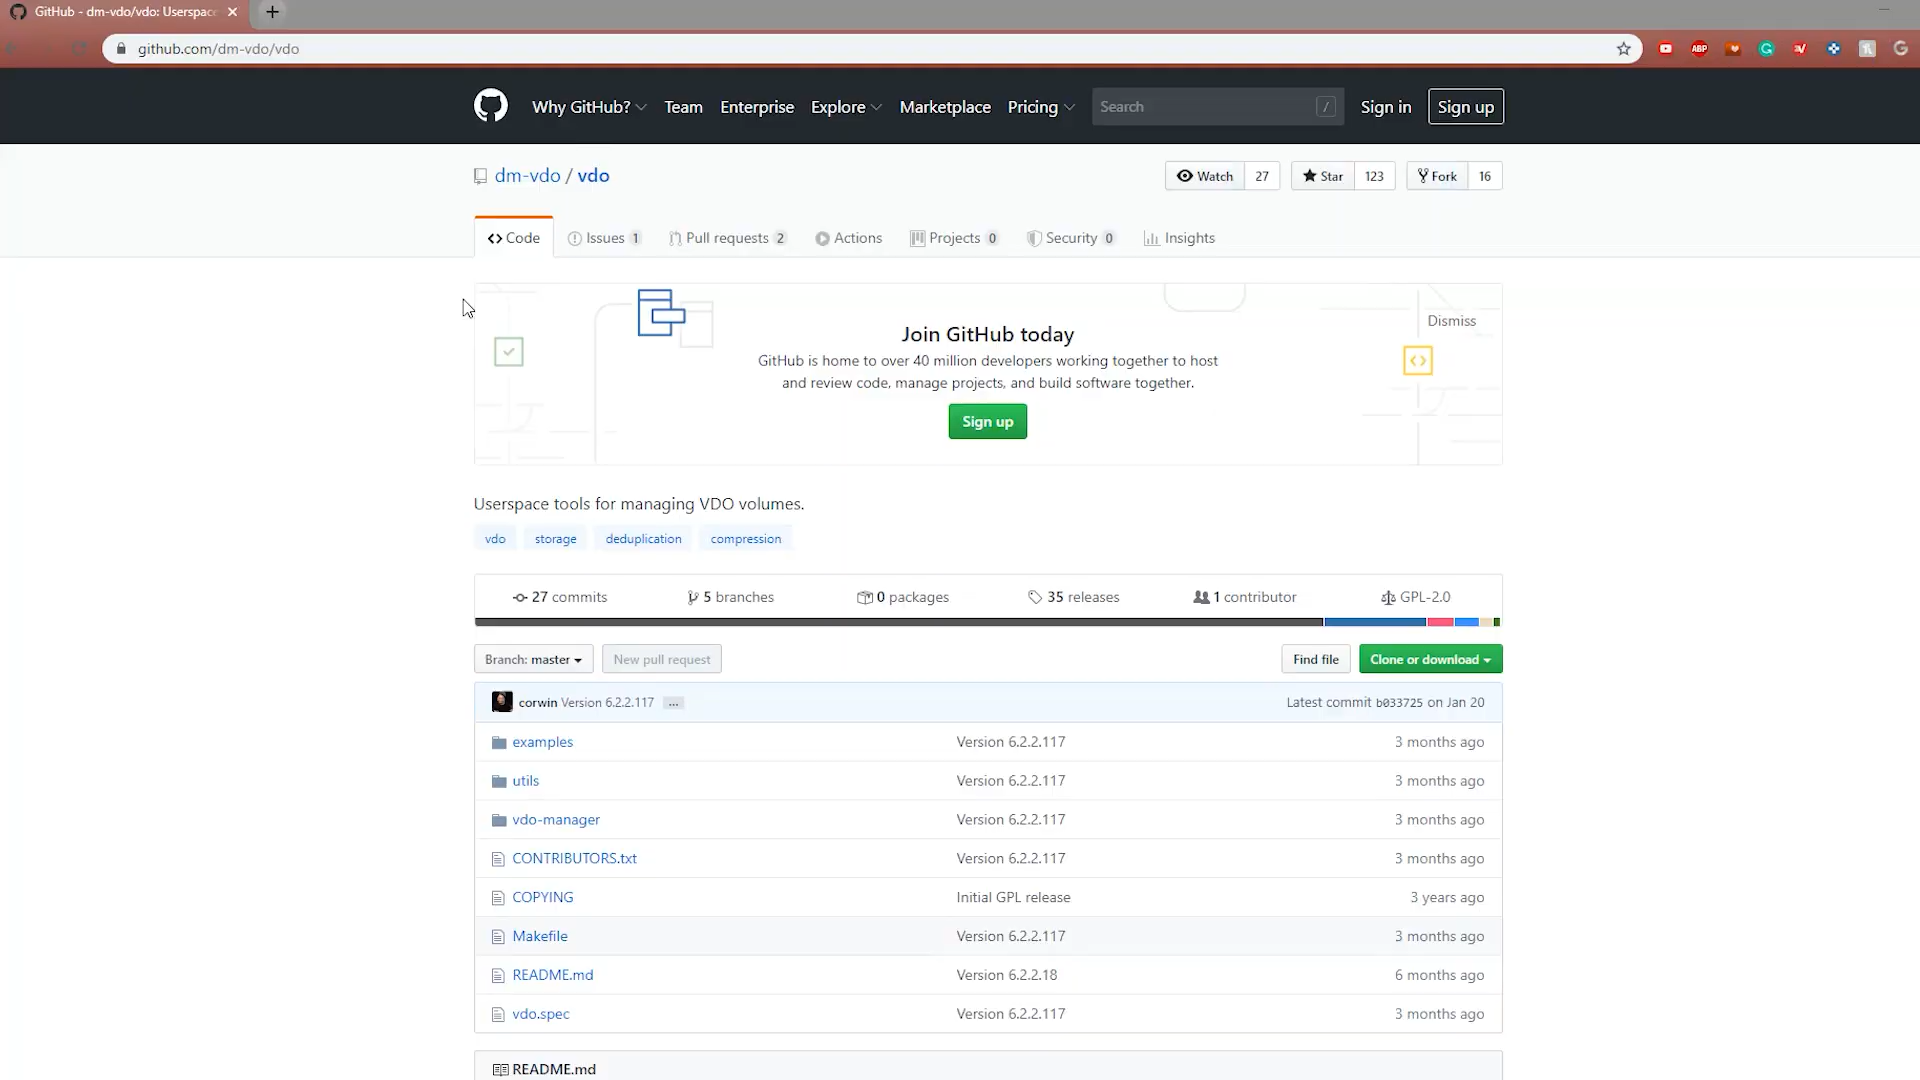 GitHub - dm-vdo/vdo: Userspace
github.com/dm-vdo/vdo
ABP
Why GitHub? Team Enterprise Explore Marketplace Pricing Search / Sign in Sign up
dm-vdo / vdo
Watch 27 Star 123 Fork 16
Code Issues 1 Pull requests 2 Actions Projects 0 Security 0 Insights
Dismiss
Join GitHub today
GitHub is home to over 40 million developers working together to host
and review code, manage projects, and build software together.
Sign up
Userspace tools for managing VDO volumes.
vdo storage deduplication compression
27 commits 5 branches 0 packages 35 releases 1 contributor GPL-2.0
Branch: master New pull request Find file Clone or download
corwin Version 6.2.2.117 ... Latest commit b033725 on Jan 20
examples Version 6.2.2.117 3 months ago
utils Version 6.2.2.117 3 months ago
vdo-manager Version 6.2.2.117 3 months ago
CONTRIBUTORS.txt Version 6.2.2.117 3 months ago
COPYING Initial GPL release 3 years ago
Makefile Version 6.2.2.117 3 months ago
README.md Version 6.2.2.18 6 months ago
vdo.spec Version 6.2.2.117 3 months ago
README.md